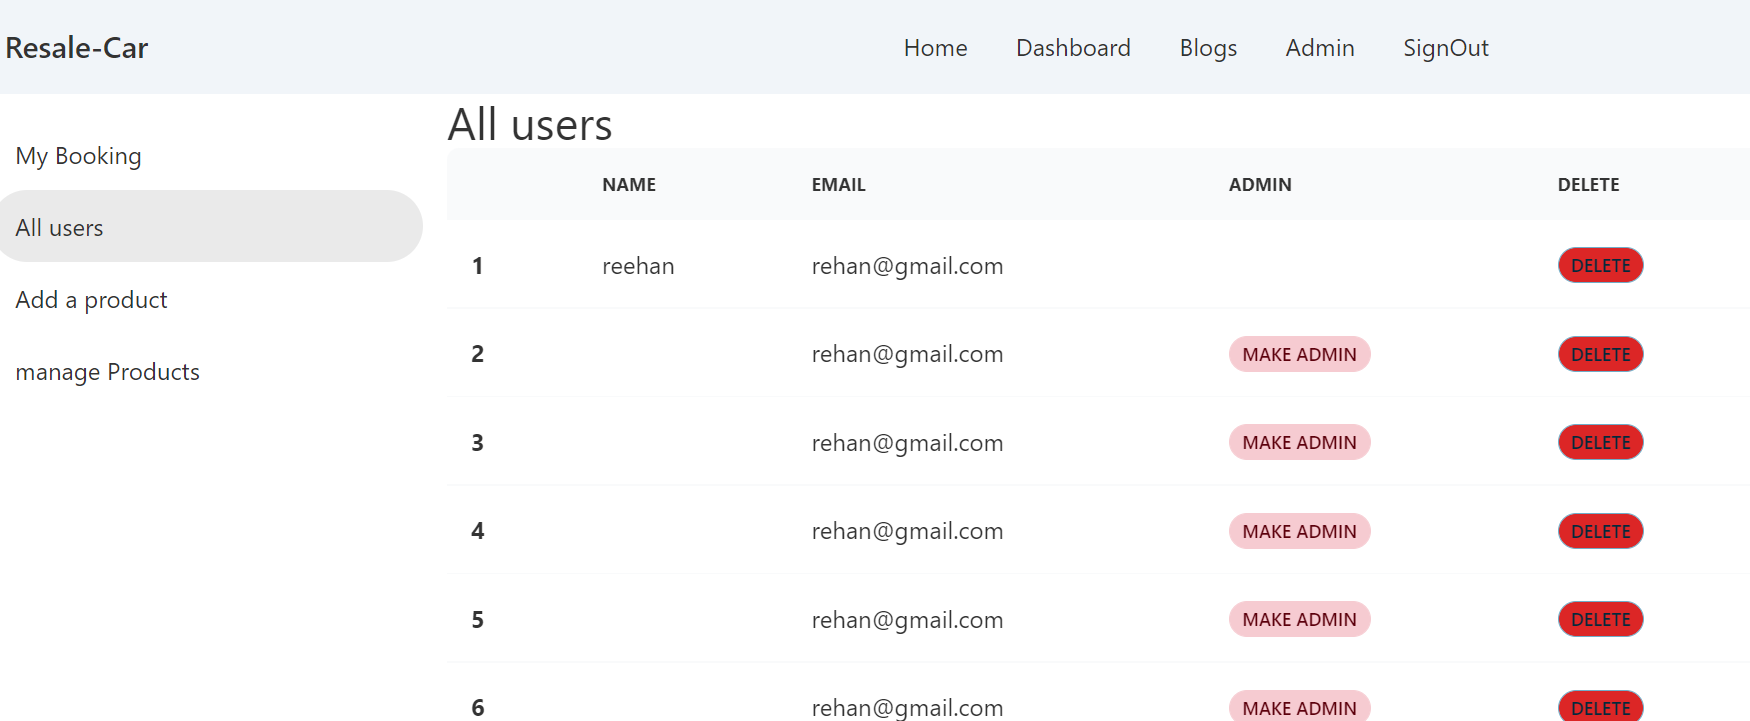 Resale-Car Home Dashboard Blogs Admin SignOut
My Booking
All users
Add a product
manage Products
All users
NAME EMAIL ADMIN DELETE
1 reehan rehan@gmail.com DELETE
2 rehan@gmail.com MAKE ADMIN DELETE
3 rehan@gmail.com MAKE ADMIN DELETE
4 rehan@gmail.com MAKE ADMIN DELETE
5 rehan@gmail.com MAKE ADMIN DELETE
6 rehan@gmail.com MAKE ADMIN DELETE